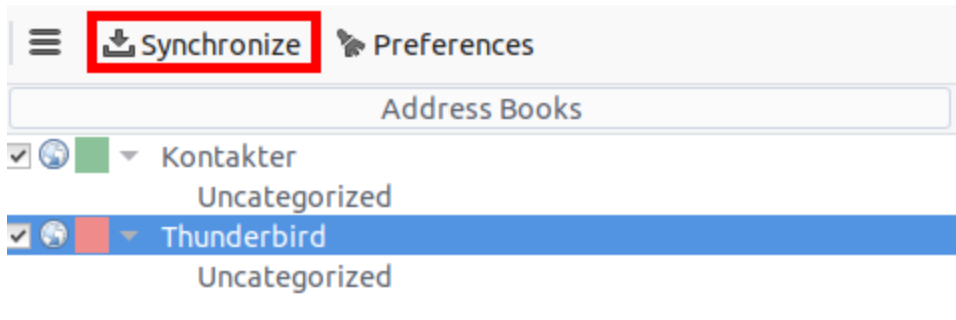 Synchronize Preferences
Address Books
Kontakter
Uncategorized
Thunderbird
Uncategorized